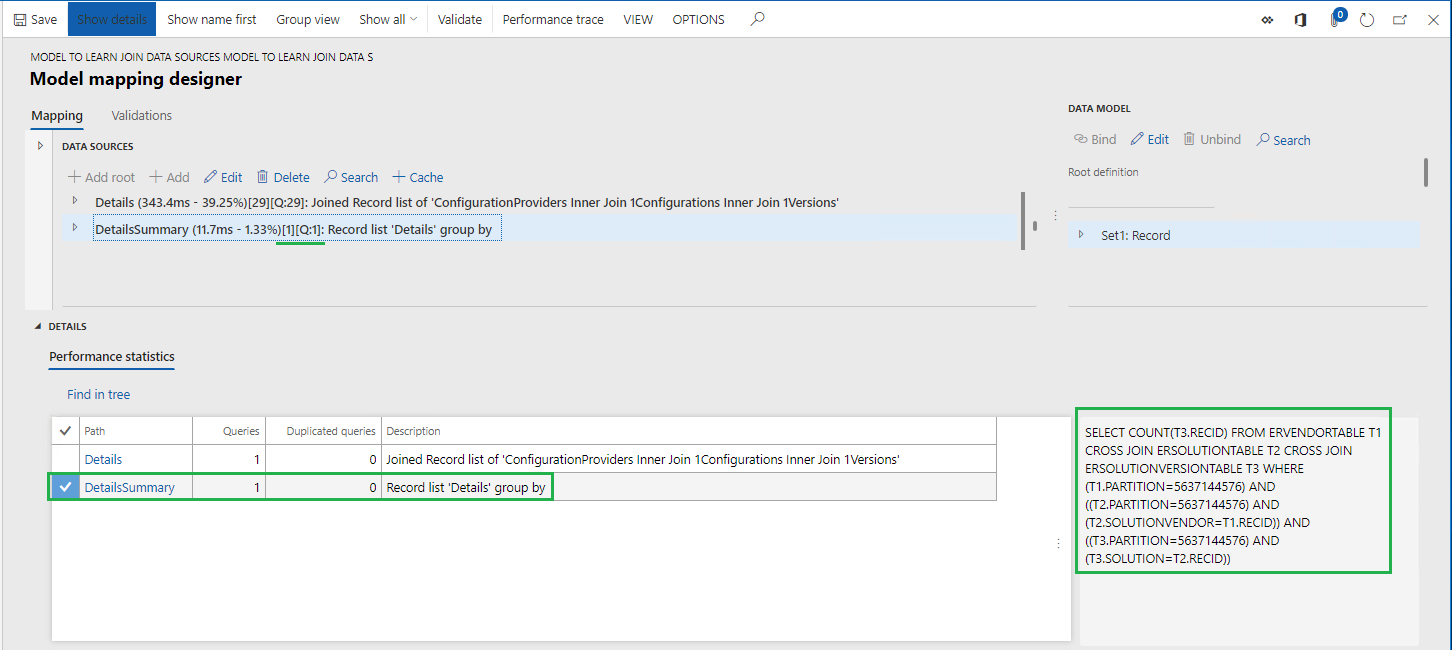 Save Show details Show name first Group view Show all Validate Performance trace VIEW OPTIONS 0
MODEL TO LEARN JOIN DATA SOURCES MODEL TO LEARN JOIN DATA S
Model mapping designer
Mapping Validations
DATA SOURCES
+ Add root + Add Edit Delete Search + Cache
Details (343.4ms - 39.25%)[29][Q:29]: Joined Record list of 'ConfigurationProviders Inner Join 1Configurations Inner Join 1Versions'
DetailsSummary (11.7ms - 1.33%)[1][Q:1]: Record list 'Details' group by
DATA MODEL
Bind Edit Unbind Search
Root definition
Set1: Record
DETAILS
Performance statistics
Find in tree
Path Queries Duplicated queries Description
Details 1 0 Joined Record list of 'ConfigurationProviders Inner Join 1Configurations Inner Join 1Versions'
DetailsSummary 1 0 Record list 'Details' group by
SELECT COUNT(T3.RECID) FROM ERVENDORTABLE T1
CROSS JOIN ERSOLUTIONTABLE T2 CROSS JOIN
ERSOLUTIONVERSIONTABLE T3 WHERE
(T1.PARTITION=5637144576) AND
((T2.PARTITION=5637144576) AND
(T2.SOLUTIONVENDOR=T1.RECID)) AND
((T3.PARTITION=5637144576) AND
(T3.SOLUTION=T2.RECID))